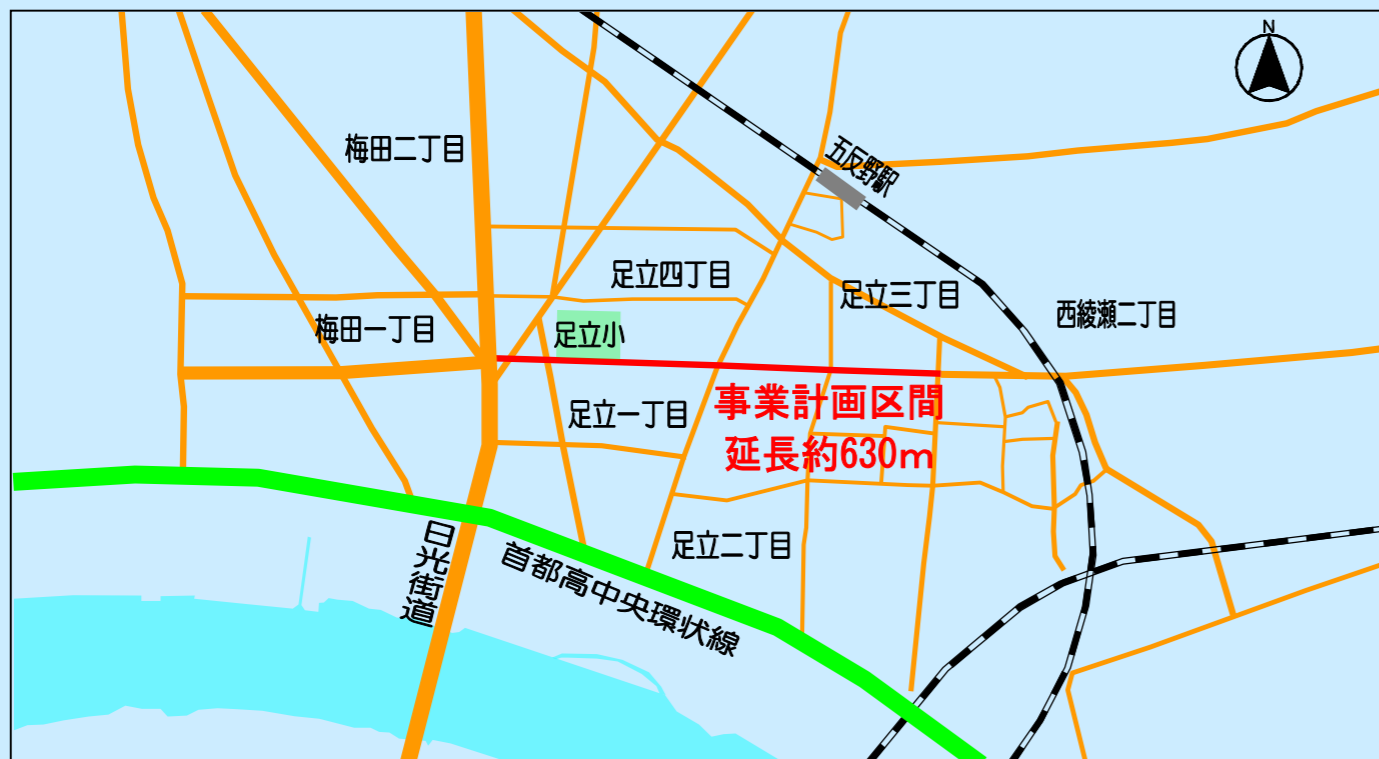 N
梅田二丁目
五反野駅
足立四丁目
足立三丁目
西綾瀬二丁目
梅田一丁目
足立小
事業計画区間
延長約630m
足立一丁目
足立二丁目
日光街道
首都高中央環状線